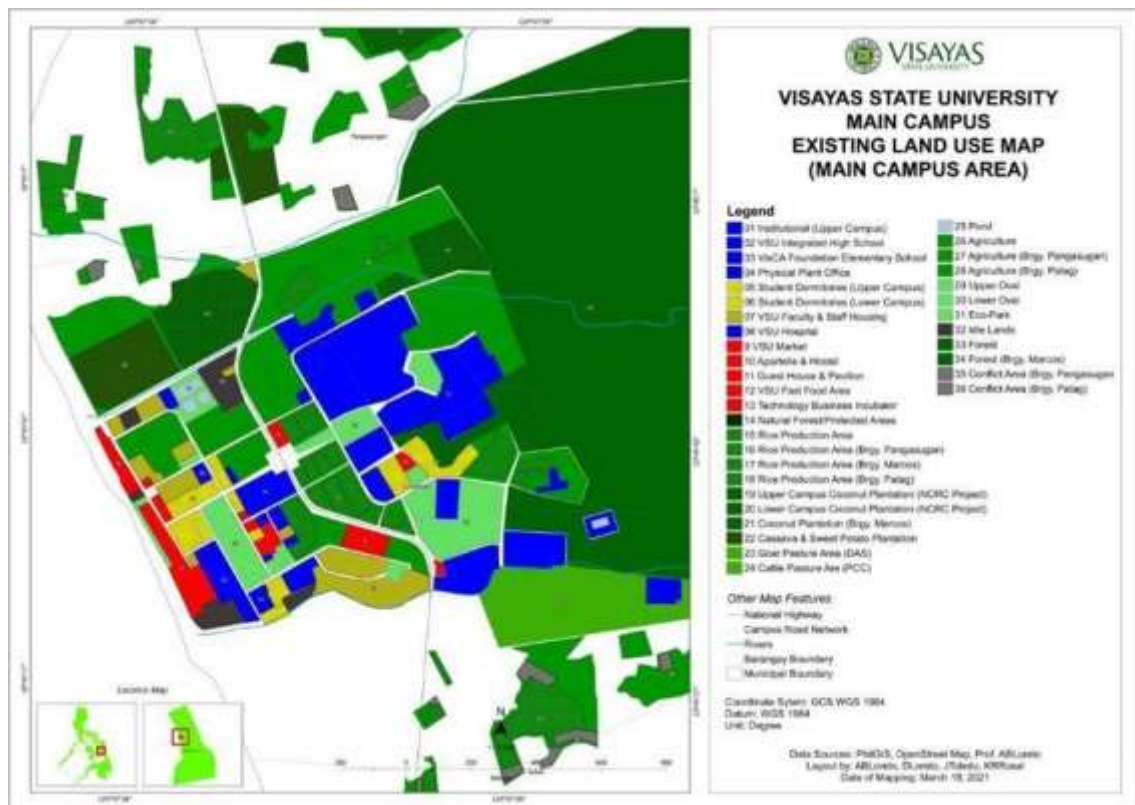 VISAYAS
STATE UNIVERSITY
VISAYAS STATE UNIVERSITY
MAIN CAMPUS
EXISTING LAND USE MAP
(MAIN CAMPUS AREA)
Legend
01 Institutional (Upper Campus)
02 VSU Integrated High School
03 VisCA Foundation Elementary School
04 Physical Plant Office
05 Student Dormitories (Upper Campus)
06 Student Dormitories (Lower Campus)
07 VSU Faculty & Staff Housing
08 VSU Hospital
9 VSU Market
10 Apartelle & Hostel
11 Guest House & Pavilion
12 VSU Fast Food Area
13 Technology Business Incubator
14 Natural Forest/Protected Areas
15 Rice Production Area
16 Rice Production Area (Brgy. Pangasugan)
17 Rice Production Area (Brgy. Marcos)
18 Rice Production Area (Brgy. Patag)
19 Upper Campus Coconut Plantation (NCRC Project)
20 Lower Campus Coconut Plantation (NCRC Project)
21 Coconut Plantation (Brgy. Marcos)
22 Cassava & Sweet Potato Plantation
23 Goat Pasture Area (DAS)
24 Cattle Pasture Are (PCC)
25 Pond
26 Agriculture
27 Agriculture (Brgy. Pangasugan)
28 Agriculture (Brgy. Patag)
29 Upper Oval
30 Lower Oval
31 Eco-Park
32 Idle Lands
33 Forest
34 Forest (Brgy. Marcos)
35 Conflict Area (Brgy. Pangasugan
36 Conflict Area (Brgy. Patag)
Other Map Features
National Highway
Campus Road Network
Rivers
Barangay Boundary
Municipal Boundary
Coordinate Sytem: GCS WGS 1984
Datum: WGS 1984
Unit: Degree
Data Sources: PhilGIS, OpenStreet Map, Prof. ABLoreto
Date of Mapping: March 18, 2021
Pangasugan
Location Map
N